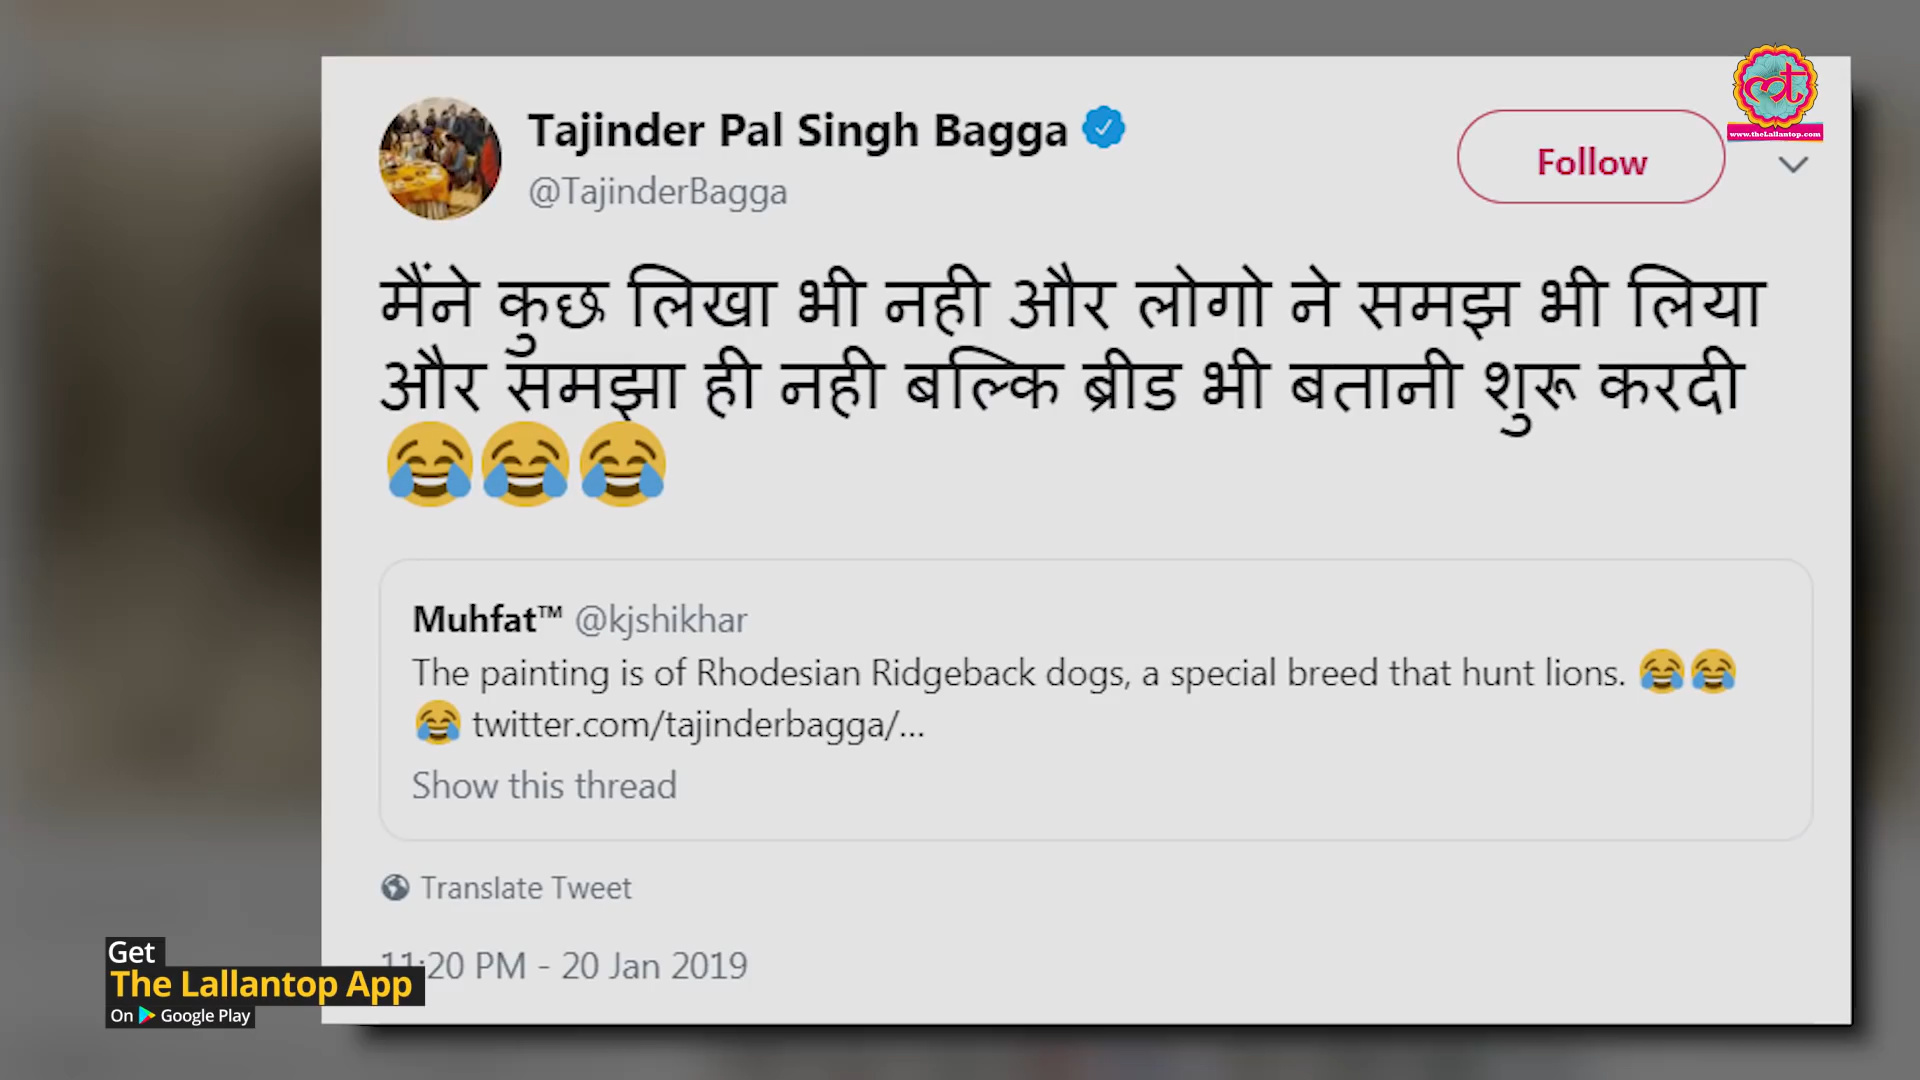 Tajinder Pal Singh Bagga
@TajinderBagga
Follow
www.theLallantop.com
मैंने कुछ लिखा भी नही और लोगो ने समझ भी लिया
और समझा ही नही बल्कि ब्रीड भी बतानी शुरू करदी
😂😂😂
Muhfat™ @kjshikhar
The painting is of Rhodesian Ridgeback dogs, a special breed that hunt lions. 😂😂
😂 twitter.com/tajinderbagga/...
Show this thread
Translate Tweet
11:20 PM - 20 Jan 2019
Get
The Lallantop App
On Google Play